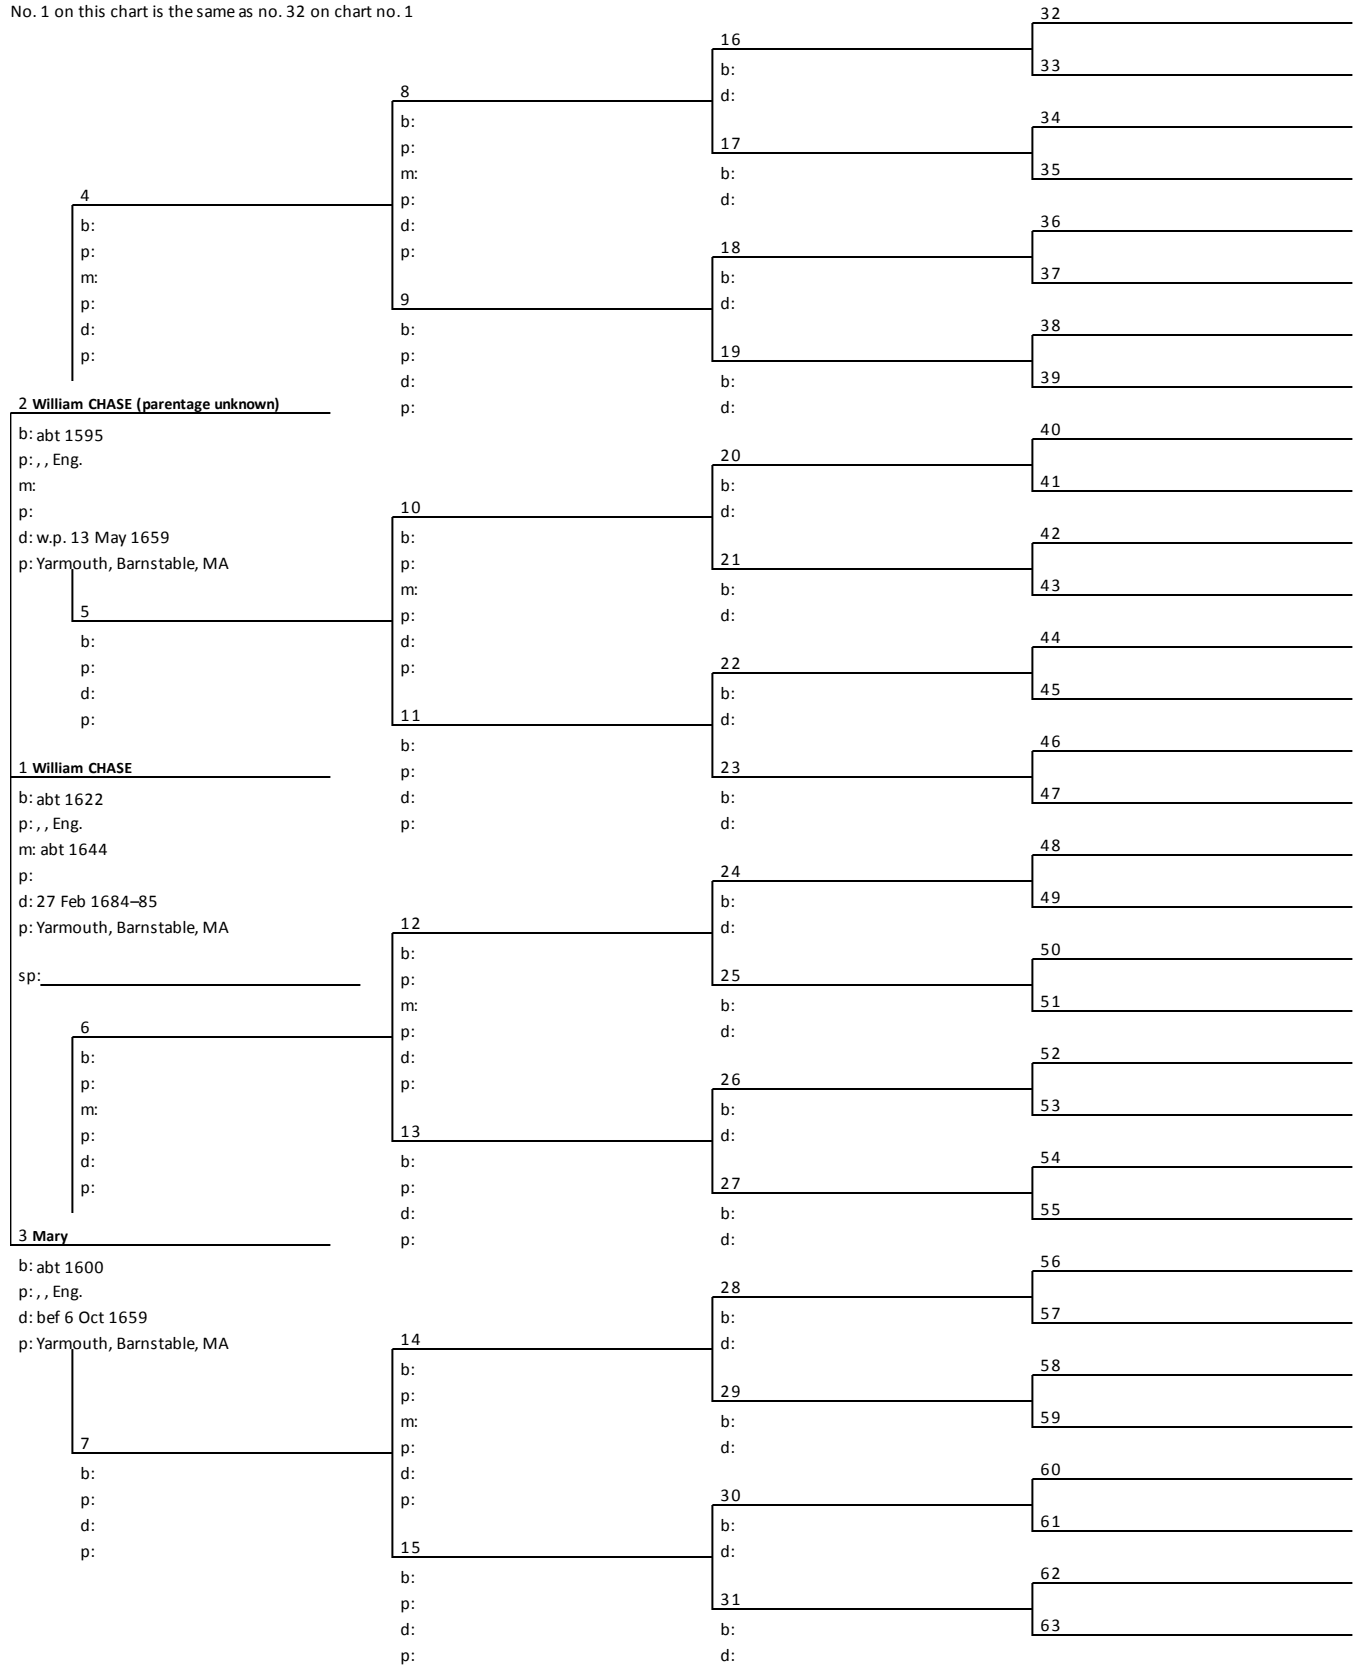 No. 1 on this chart is the same as no. 32 on chart no. 1
2 William CHASE (parentage unknown)
b: abt 1595
p: , , Eng.
m:
p:
d: w.p. 13 May 1659
p: Yarmouth, Barnstable, MA
1 William CHASE
b: abt 1622
p: , , Eng.
m: abt 1644
p:
d: 27 Feb 1684–85
p: Yarmouth, Barnstable, MA
sp:
3 Mary
b: abt 1600
p: , , Eng.
d: bef 6 Oct 1659
p: Yarmouth, Barnstable, MA
4
b:
p:
m:
p:
d:
p:
5
b:
p:
d:
p:
6
b:
p:
m:
p:
d:
p:
7
b:
p:
d:
p:
8
b:
p:
m:
p:
d:
p:
9
b:
p:
d:
p:
10
b:
p:
m:
p:
d:
p:
11
b:
p:
d:
p:
12
b:
p:
m:
p:
d:
p:
13
b:
p:
d:
p:
14
b:
p:
m:
p:
d:
p:
15
b:
p:
d:
p:
16
b:
d:
17
b:
d:
18
b:
d:
19
b:
d:
20
b:
d:
21
b:
d:
22
b:
d:
23
b:
d:
24
b:
d:
25
b:
d:
26
b:
d:
27
b:
d:
28
b:
d:
29
b:
d:
30
b:
d:
31
b:
d:
32
33
34
35
36
37
38
39
40
41
42
43
44
45
46
47
48
49
50
51
52
53
54
55
56
57
58
59
60
61
62
63